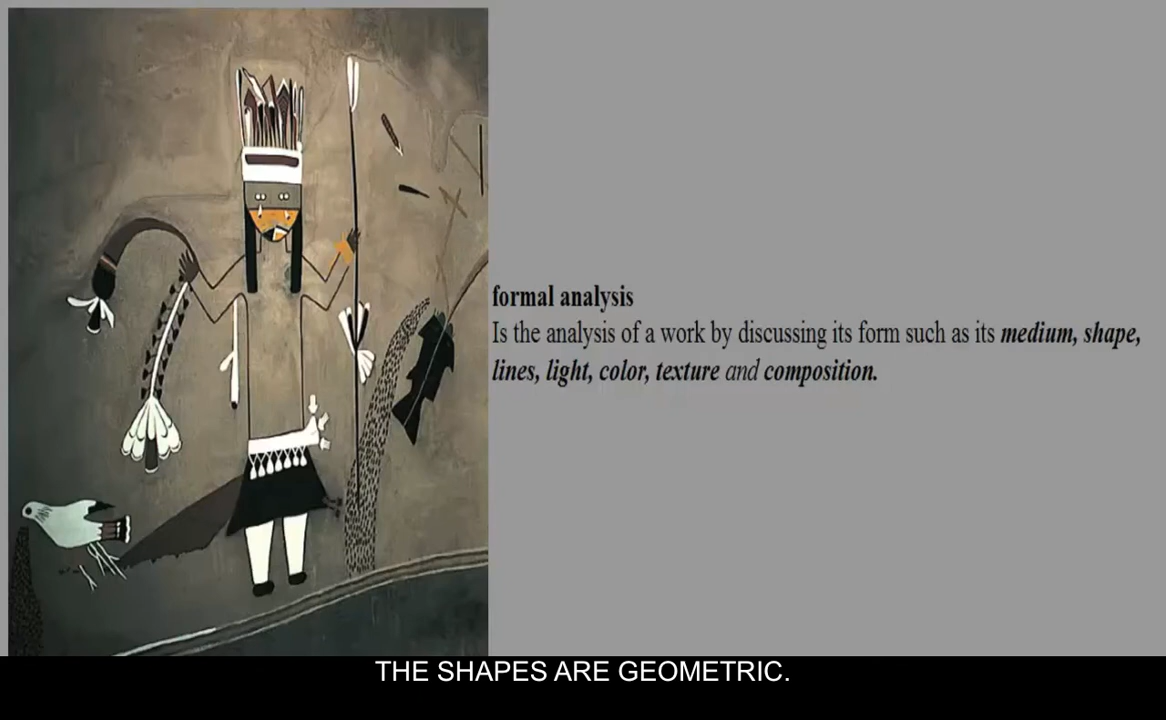 formal analysis
Is the analysis of a work by discussing its form such as its medium, shape,
lines, light, color, texture and composition.
THE SHAPES ARE GEOMETRIC.